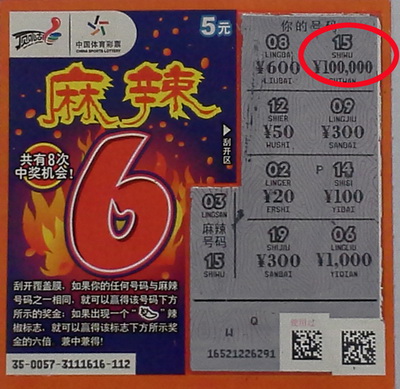 顶呱刮
中国体育彩票
CHINA SPORTS LOTTERY
5元
麻辣
6
共有8次
中奖机会!
刮开区
刮开覆盖膜,如果你的任何号码与麻辣
号码之一相同,就可以赢得该号码下方
所示的奖金;如果出现一个“ ”辣
椒标志,就可以赢得该标志下方所示奖
金的六倍,兼中兼得!
35-0057-3111616-112
你的号码
08 15
LINGBA SHIWU
¥600 ¥100,000
LIUBAI
12 09
SHIER LINGJIU
¥50 ¥300
WUSHI SANBAI
02 P 14
LINGER SHISI
¥20 ¥100
ERSHI YIBAI
19 06
SHIJIU LINGLIU
¥300 ¥1,000
SANBAI YIQIAN
03
LINGSAN
麻辣
号码
15
SHIWU
W Q
16521226291